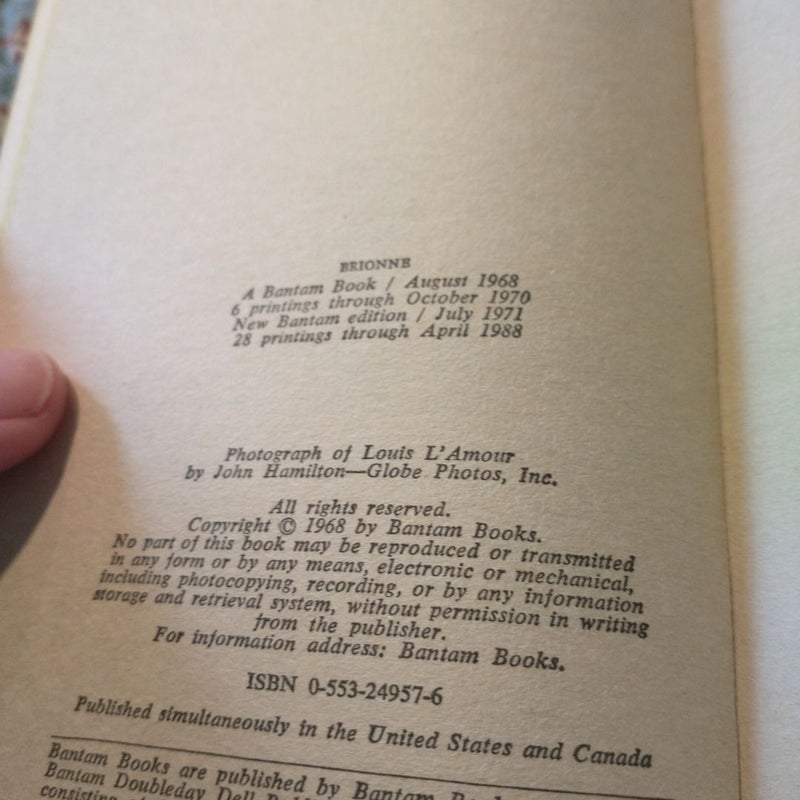 BRIONNE
A Bantam Book / August 1968
6 printings through October 1970
New Bantam edition / July 1971
28 printings through April 1988
Photograph of Louis L'Amour
by John Hamilton—Globe Photos, Inc.
All rights reserved.
Copyright © 1968 by Bantam Books.
No part of this book may be reproduced or transmitted
in any form or by any means, electronic or mechanical,
including photocopying, recording, or by any information
storage and retrieval system, without permission in writing
from the publisher.
For information address: Bantam Books.
ISBN 0-553-24957-6
Published simultaneously in the United States and Canada
Bantam Books are published by Bantam
Bantam Doubleday Dell
consisting